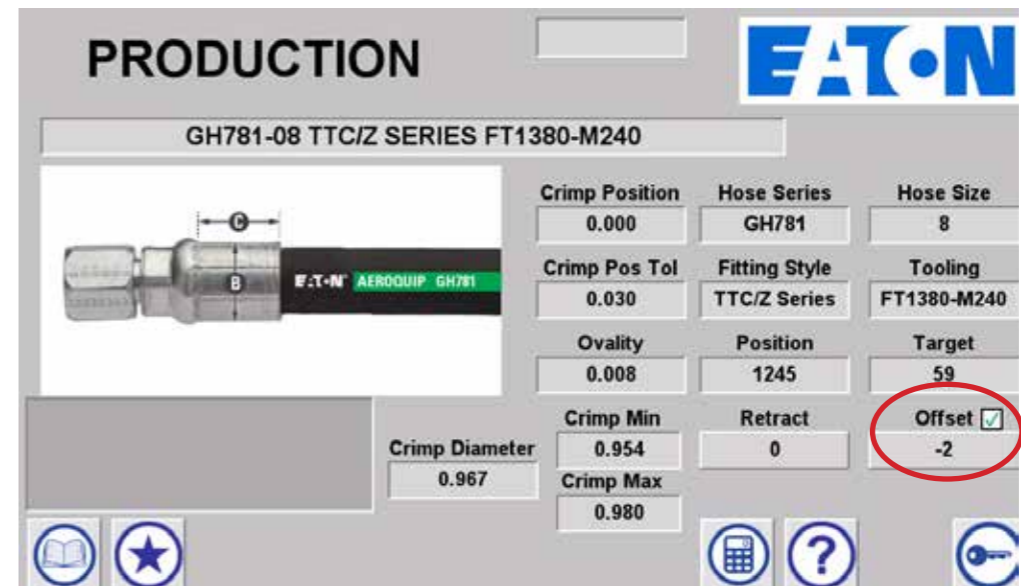 PRODUCTION
EATON
GH781-08 TTC/Z SERIES FT1380-M240
C
B
EATON AEROQUIP GH781
Crimp Position Hose Series Hose Size
0.000 GH781 8
Crimp Pos Tol Fitting Style Tooling
0.030 TTC/Z Series FT1380-M240
Ovality Position Target
0.008 1245 59
Crimp Min Retract Offset
Crimp Diameter 0.954 0 -2
0.967 Crimp Max
0.980
?